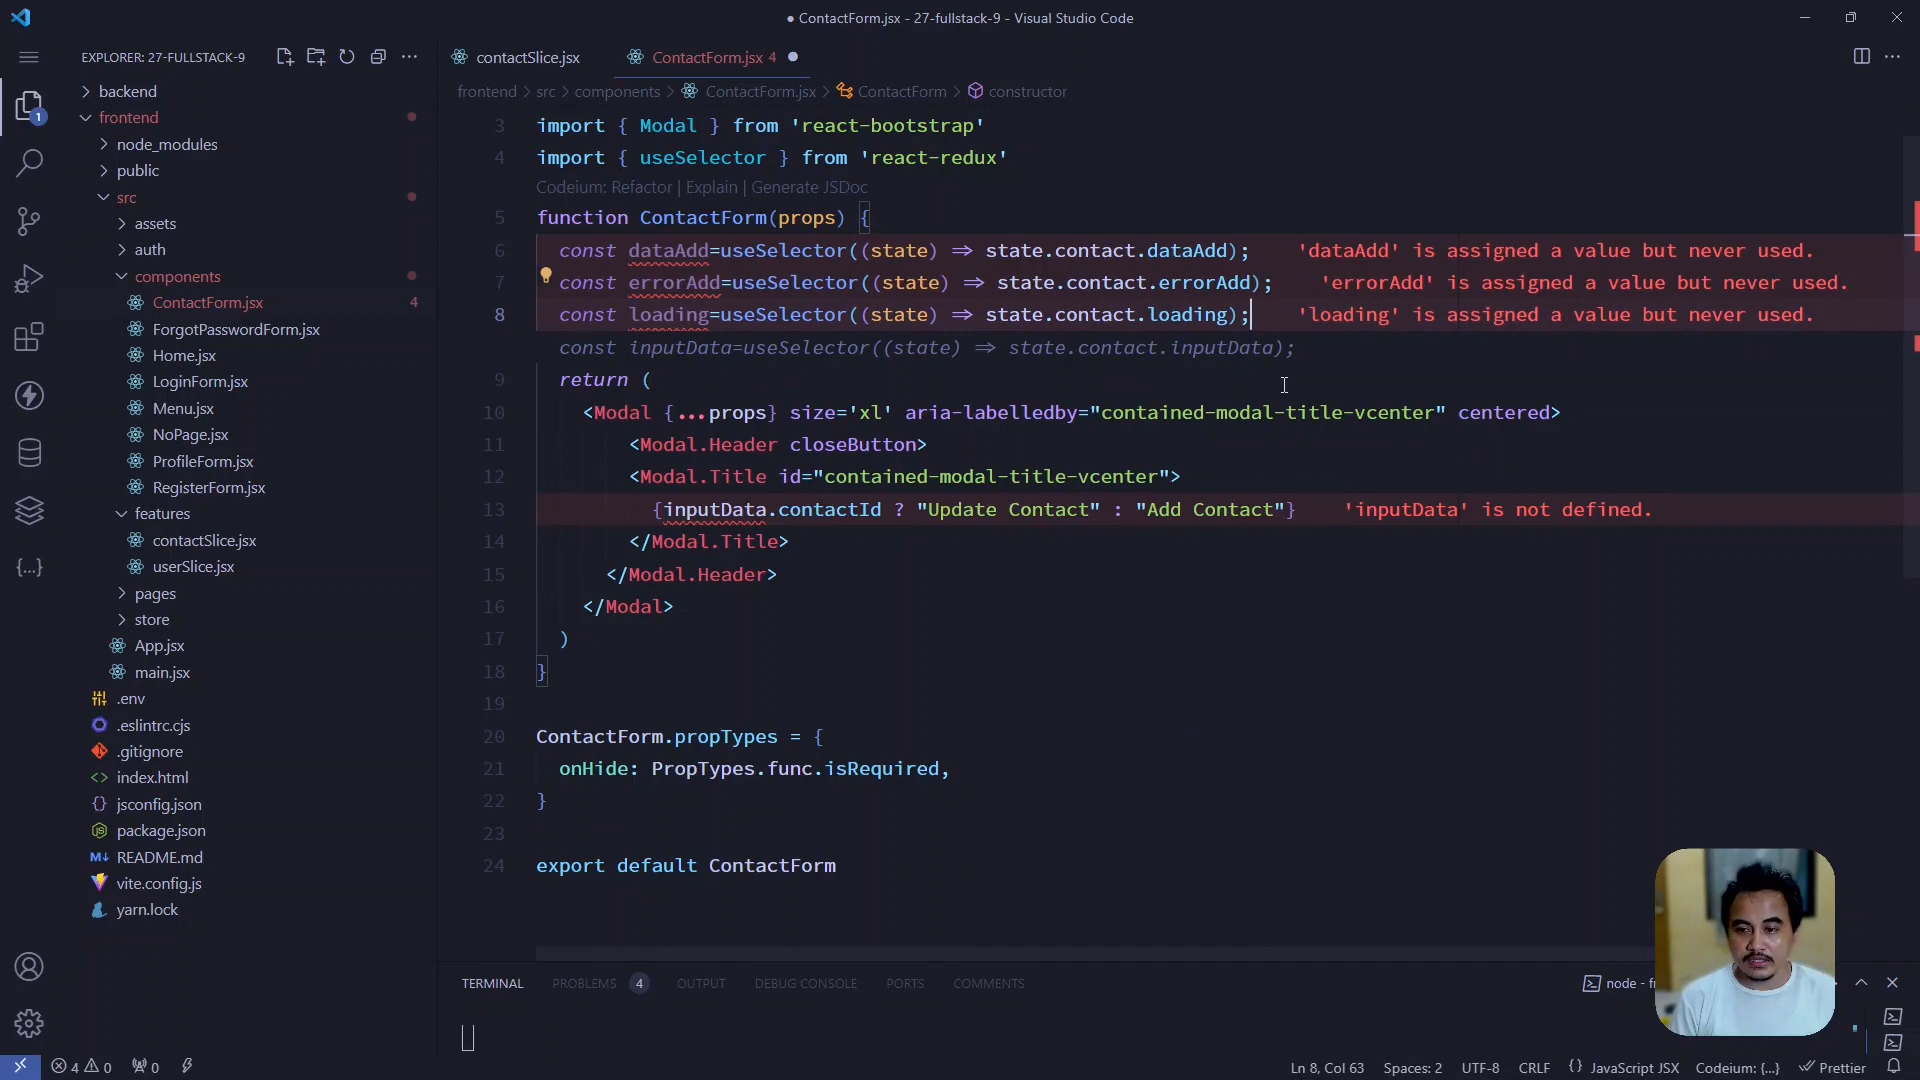 ● ContactForm.jsx - 27-fullstack-9 - Visual Studio Code
EXPLORER: 27-FULLSTACK-9
contactSlice.jsx
ContactForm.jsx 4
frontend > src > components > ContactForm.jsx > ContactForm > constructor
1
backend
frontend
node_modules
public
src
assets
auth
components
ContactForm.jsx 4
ForgotPasswordForm.jsx
Home.jsx
LoginForm.jsx
Menu.jsx
NoPage.jsx
ProfileForm.jsx
RegisterForm.jsx
features
contactSlice.jsx
userSlice.jsx
pages
store
App.jsx
main.jsx
.env
.eslintrc.cjs
.gitignore
index.html
jsconfig.json
package.json
README.md
vite.config.js
yarn.lock
3 import { Modal } from 'react-bootstrap'
4 import { useSelector } from 'react-redux'
Codeium: Refactor | Explain | Generate JSDoc
5 function ContactForm(props) {
6 const dataAdd=useSelector((state) => state.contact.dataAdd); 'dataAdd' is assigned a value but never used.
7 const errorAdd=useSelector((state) => state.contact.errorAdd); 'errorAdd' is assigned a value but never used.
8 const loading=useSelector((state) => state.contact.loading); 'loading' is assigned a value but never used.
const inputData=useSelector((state) => state.contact.inputData);
9 return (
10 <Modal {...props} size='xl' aria-labelledby="contained-modal-title-vcenter" centered>
11 <Modal.Header closeButton>
12 <Modal.Title id="contained-modal-title-vcenter">
13 {inputData.contactId ? "Update Contact" : "Add Contact"} 'inputData' is not defined.
14 </Modal.Title>
15 </Modal.Header>
16 </Modal>
17 )
18 }
19
20 ContactForm.propTypes = {
21 onHide: PropTypes.func.isRequired,
22 }
23
24 export default ContactForm
TERMINAL PROBLEMS 4 OUTPUT DEBUG CONSOLE PORTS COMMENTS
node - f
4 0 0
Ln 8, Col 63 Spaces: 2 UTF-8 CRLF {} JavaScript JSX Codeium: {...} Prettier